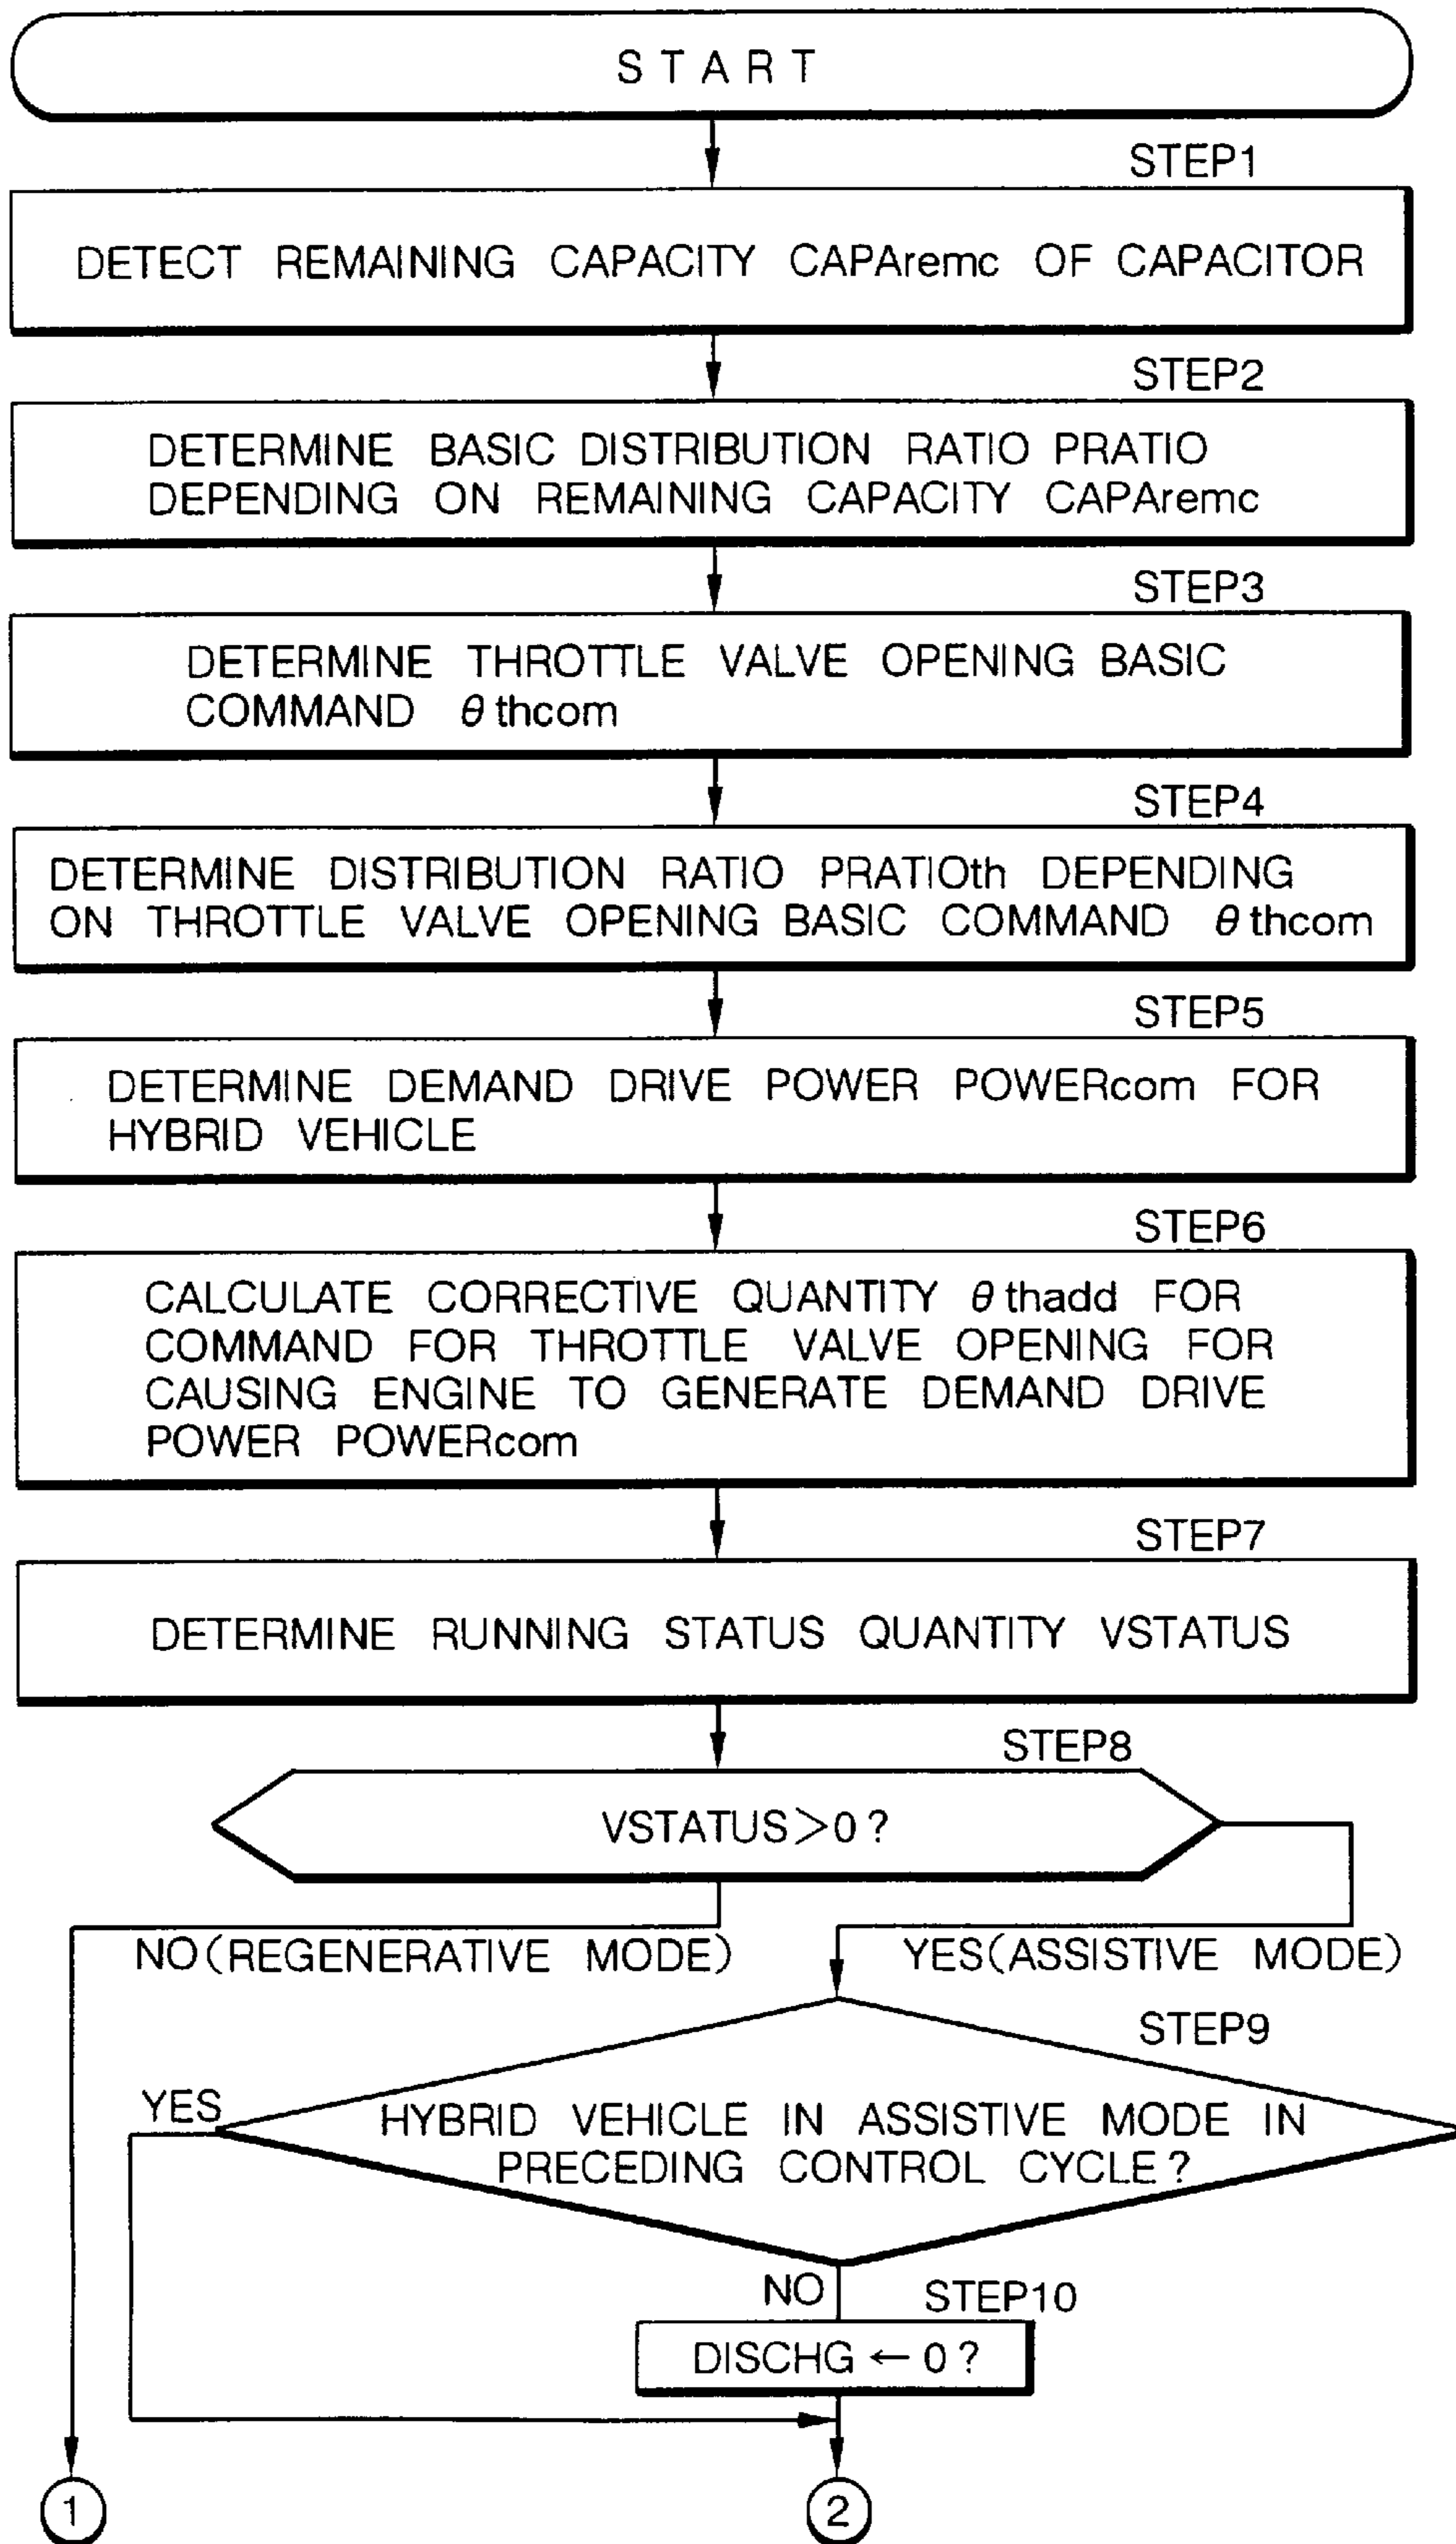 START
STEP1
DETECT REMAINING CAPACITY CAPAremc OF CAPACITOR
STEP2
DETERMINE BASIC DISTRIBUTION RATIO PRATIO
DEPENDING ON REMAINING CAPACITY CAPAremc
STEP3
DETERMINE THROTTLE VALVE OPENING BASIC
COMMAND θthcom
STEP4
DETERMINE DISTRIBUTION RATIO PRATIOth DEPENDING
ON THROTTLE VALVE OPENING BASIC COMMAND θthcom
STEP5
DETERMINE DEMAND DRIVE POWER POWERcom FOR
HYBRID VEHICLE
STEP6
CALCULATE CORRECTIVE QUANTITY θthadd FOR
COMMAND FOR THROTTLE VALVE OPENING FOR
CAUSING ENGINE TO GENERATE DEMAND DRIVE
POWER POWERcom
STEP7
DETERMINE RUNNING STATUS QUANTITY VSTATUS
STEP8
VSTATUS>0?
NO(REGENERATIVE MODE) YES(ASSISTIVE MODE)
STEP9
YES
HYBRID VEHICLE IN ASSISTIVE MODE IN
PRECEDING CONTROL CYCLE?
NO STEP10
DISCHG ← 0?
1 2